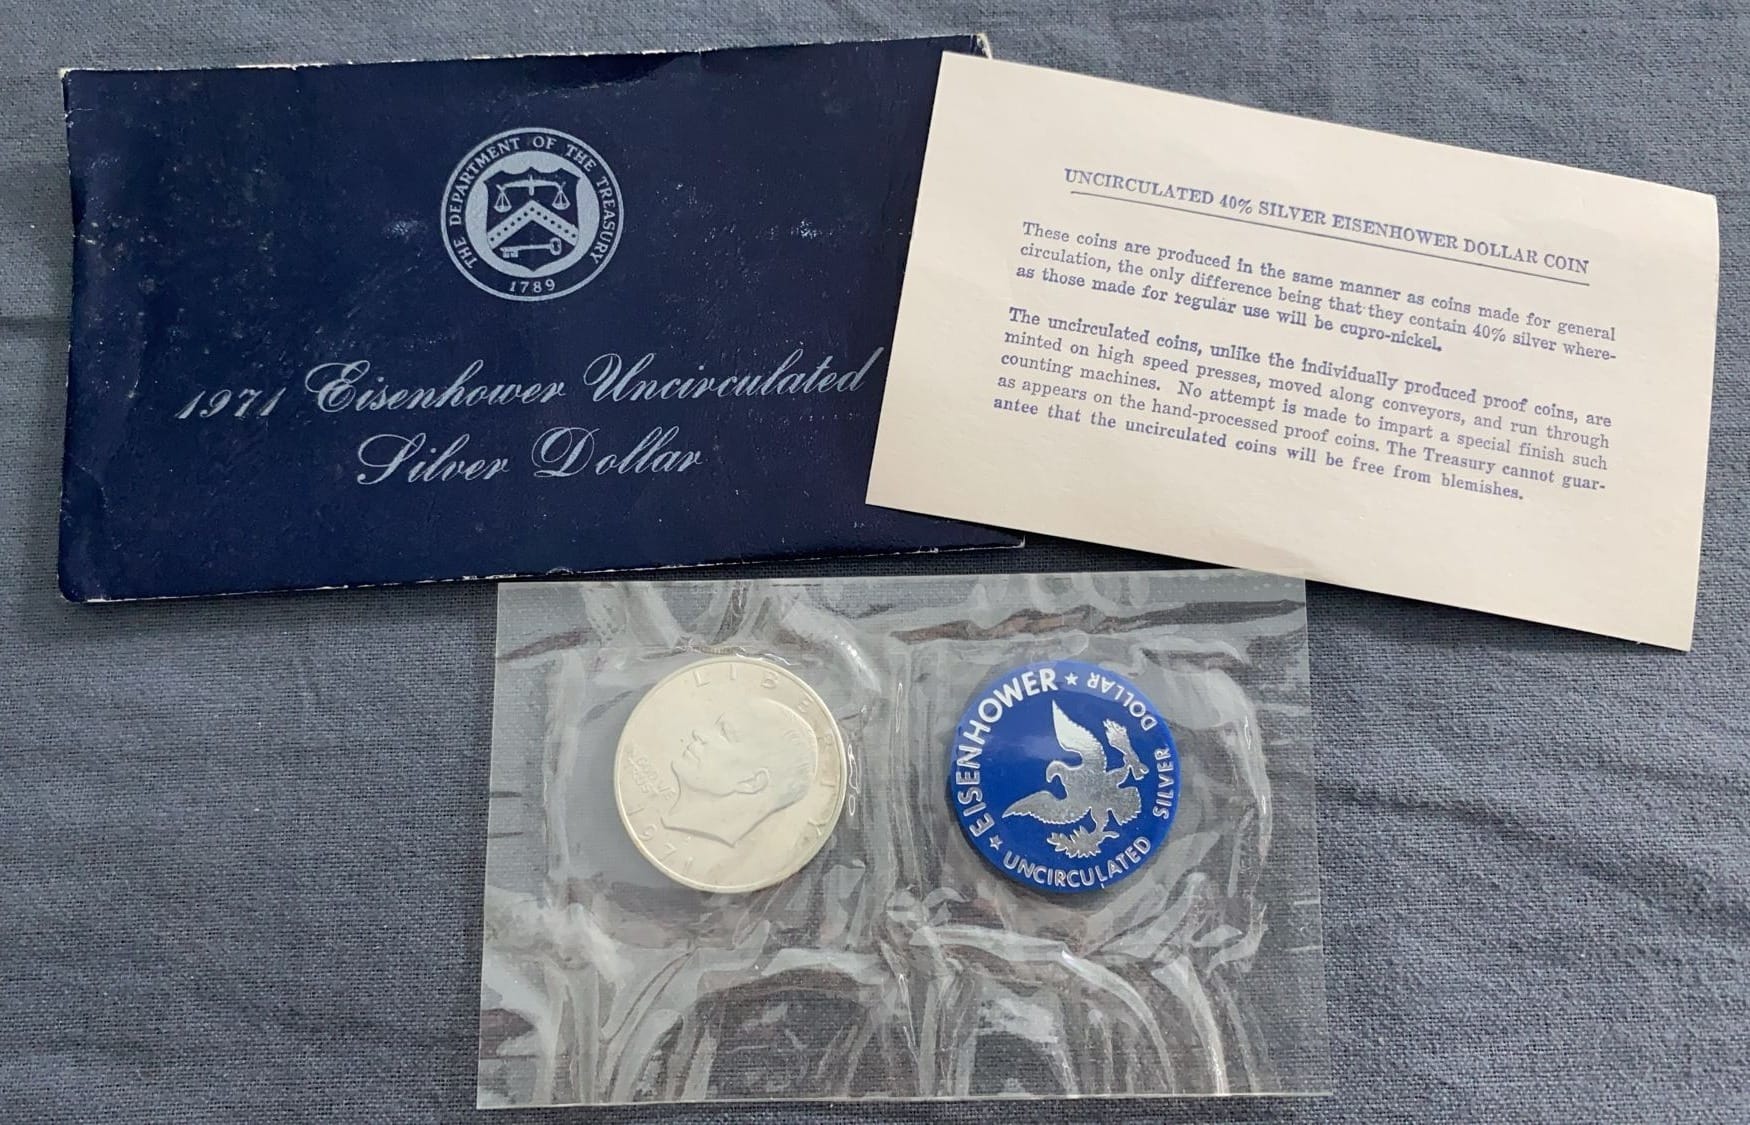 THE DEPARTMENT OF THE TREASURY
1789
1971 Eisenhower Uncirculated
Silver Dollar
UNCIRCULATED 40% SILVER EISENHOWER DOLLAR COIN
These coins are produced in the same manner as coins made for general
circulation, the only difference being that they contain 40% silver where-
as those made for regular use will be cupro-nickel.
The uncirculated coins, unlike the individually produced proof coins, are
minted on high speed presses, moved along conveyors, and run through
counting machines. No attempt is made to impart a special finish such
as appears on the hand-processed proof coins. The Treasury cannot guar-
antee that the uncirculated coins will be free from blemishes.
LIBERTY
IN GOD WE
TRUST
1971
★ EISENHOWER ★ DOLLAR
UNCIRCULATED SILVER